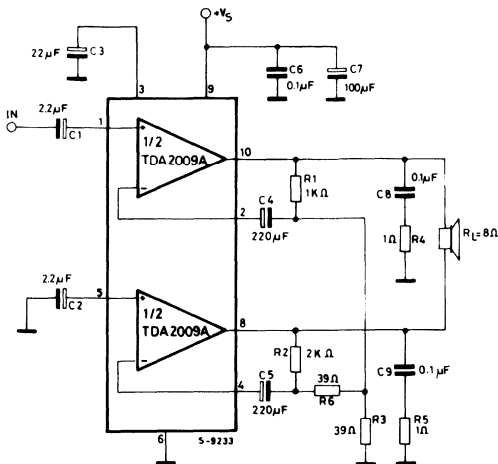 +Vs
22µF
C3
C6
0.1µF
C7
100µF
3
9
IN
2.2µF
C1
1
+
1/2
TDA2009A
-
10
R1
1KΩ
0.1µF
C8
2
C4
220µF
1Ω
R4
RL=8Ω
2.2µF
C2
5
+
1/2
TDA2009A
-
8
R2
2KΩ
C9
0.1µF
4
C5
220µF
39Ω
R6
39Ω
R3
R5
1Ω
6
S-9233